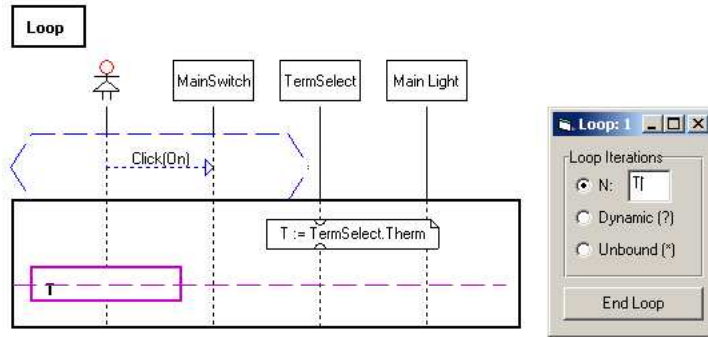 Loop
MainSwitch
TermSelect
Main Light
Click(On)
T := TermSelect.Therm
T
Loop: 1
Loop Iterations
N: T
Dynamic (?)
Unbound (*)
End Loop